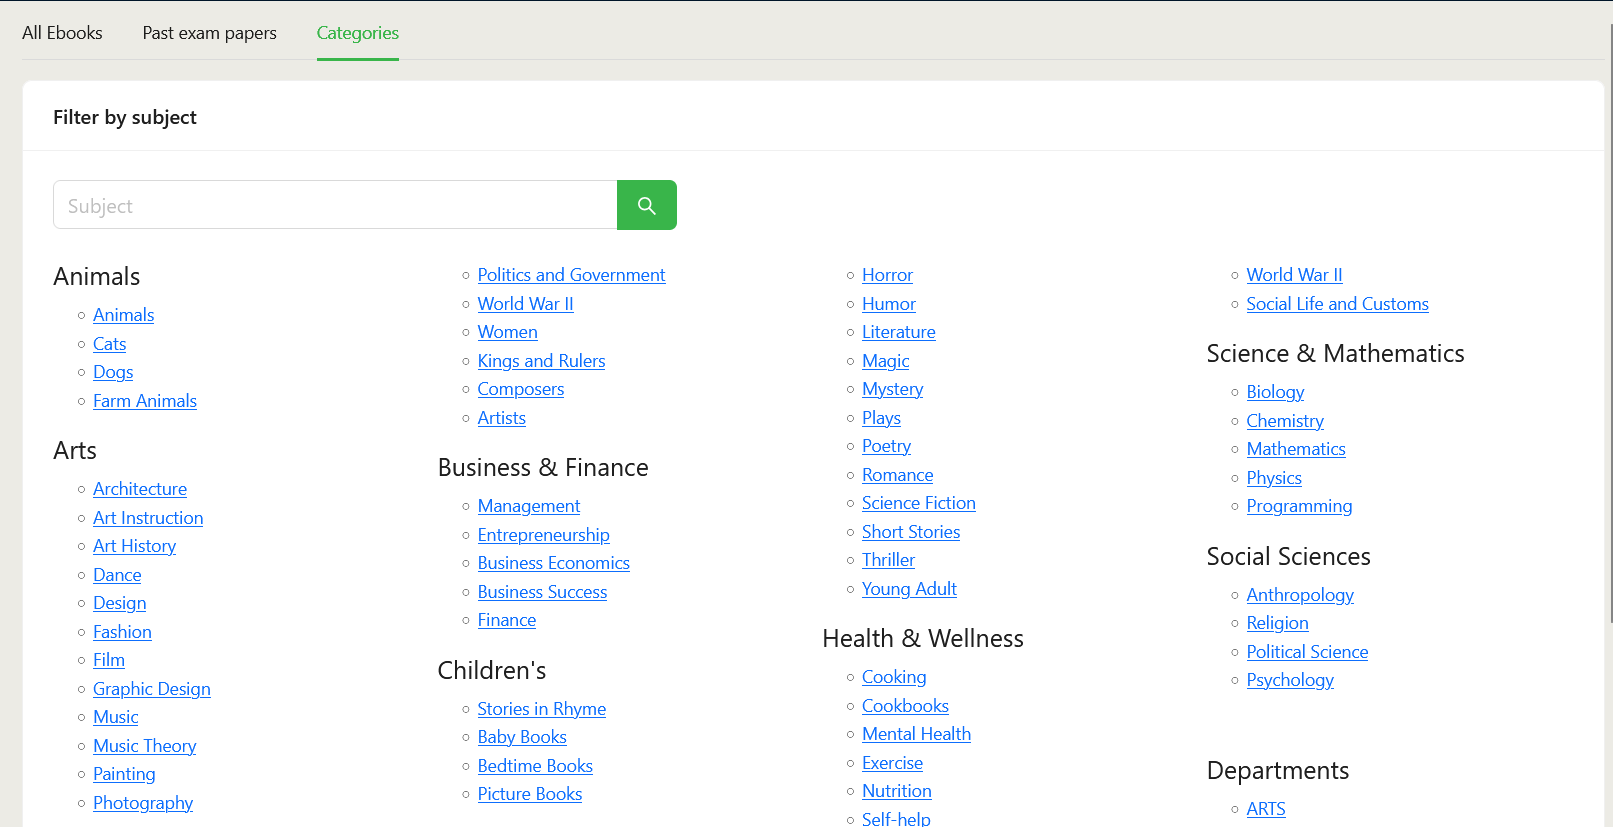 All Ebooks
Past exam papers
Categories
Filter by subject
Subject
Animals
Animals
Cats
Dogs
Farm Animals
Arts
Architecture
Art Instruction
Art History
Dance
Design
Fashion
Film
Graphic Design
Music
Music Theory
Painting
Photography
Politics and Government
World War II
Women
Kings and Rulers
Composers
Artists
Business & Finance
Management
Entrepreneurship
Business Economics
Business Success
Finance
Children's
Stories in Rhyme
Baby Books
Bedtime Books
Picture Books
Horror
Humor
Literature
Magic
Mystery
Plays
Poetry
Romance
Science Fiction
Short Stories
Thriller
Young Adult
Health & Wellness
Cooking
Cookbooks
Mental Health
Exercise
Nutrition
Self-help
World War II
Social Life and Customs
Science & Mathematics
Biology
Chemistry
Mathematics
Physics
Programming
Social Sciences
Anthropology
Religion
Political Science
Psychology
Departments
ARTS